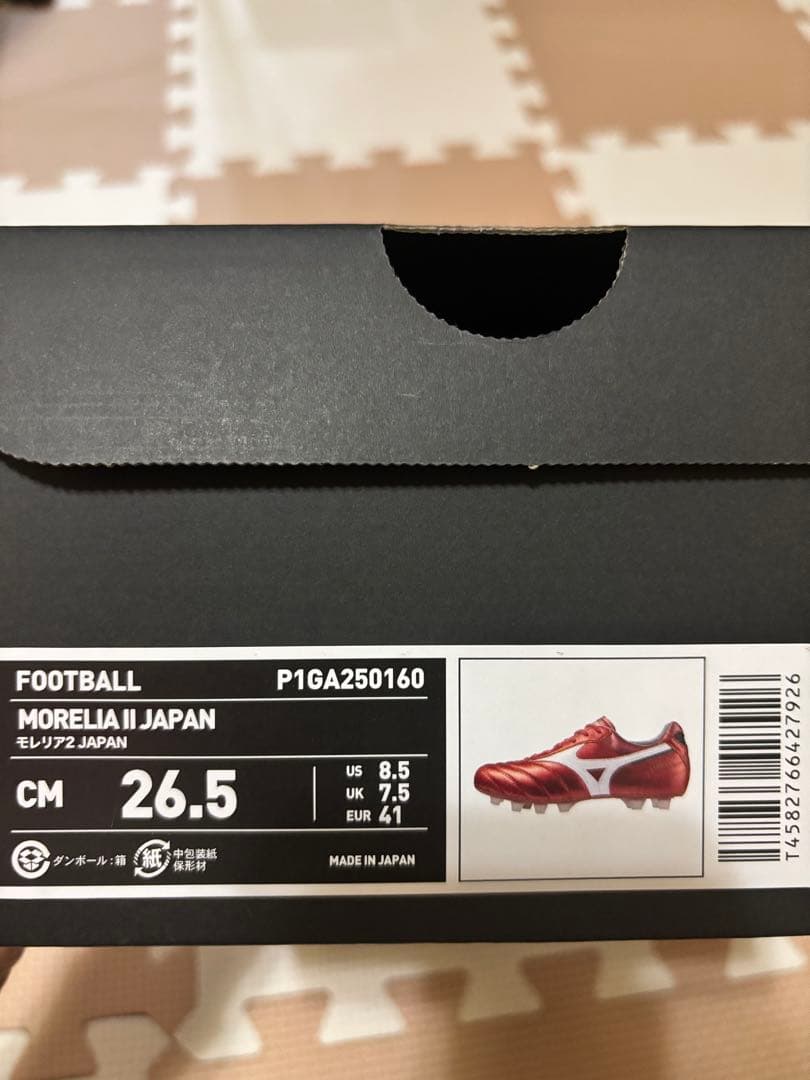 FOOTBALL P1GA250160
MORELIA II JAPAN
モレリア2 JAPAN
CM 26.5
US 8.5
UK 7.5
EUR 41
ダンボール:箱 紙 中包装紙
保形材
MADE IN JAPAN
T4582766427926